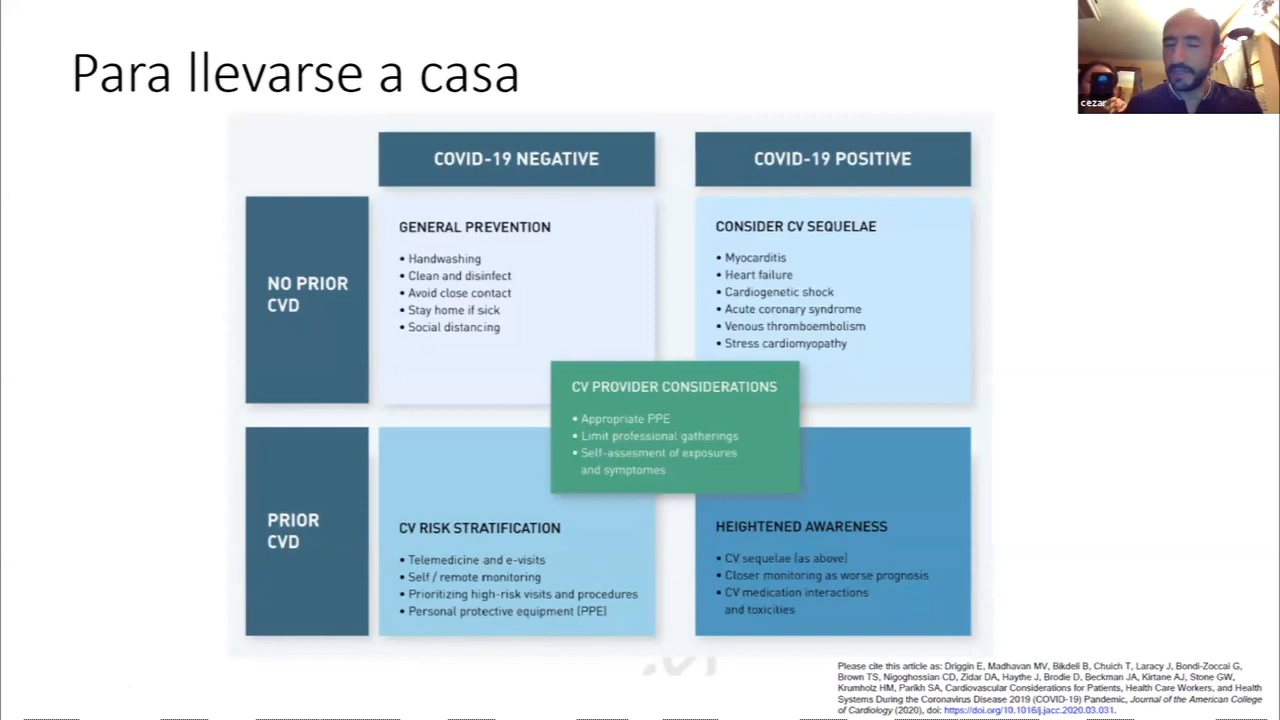 Para llevarse a casa
cezar
COVID-19 NEGATIVE
COVID-19 POSITIVE
NO PRIOR
CVD
GENERAL PREVENTION
• Handwashing
• Clean and disinfect
• Avoid close contact
• Stay home if sick
• Social distancing
CONSIDER CV SEQUELAE
• Myocarditis
• Heart failure
• Cardiogenetic shock
• Acute coronary syndrome
• Venous thromboembolism
• Stress cardiomyopathy
CV PROVIDER CONSIDERATIONS
• Appropriate PPE
• Limit professional gatherings
• Self-assesment of exposures
and symptomes
PRIOR
CVD
CV RISK STRATIFICATION
• Telemedicine and e-visits
• Self / remote monitoring
• Prioritizing high-risk visits and procedures
• Personal protective equipment (PPE)
HEIGHTENED AWARENESS
• CV sequelae (as above)
• Closer monitoring as worse prognosis
• CV medication interactions
and toxicities
Please cite this article as: Driggin E, Madhavan MV, Bikdeli B, Chuich T, Laracy J, Bondi-Zoccai G,
Brown TS, Nigoghossian CD, Zidar DA, Haythe J, Brodie D, Beckman JA, Kirtane AJ, Stone GW,
Krumholz HM, Parikh SA, Cardiovascular Considerations for Patients, Health Care Workers, and Health
Systems During the Coronavirus Disease 2019 (COVID-19) Pandemic, Journal of the American College
of Cardiology (2020), doi: https://doi.org/10.1016/j.jacc.2020.03.031.